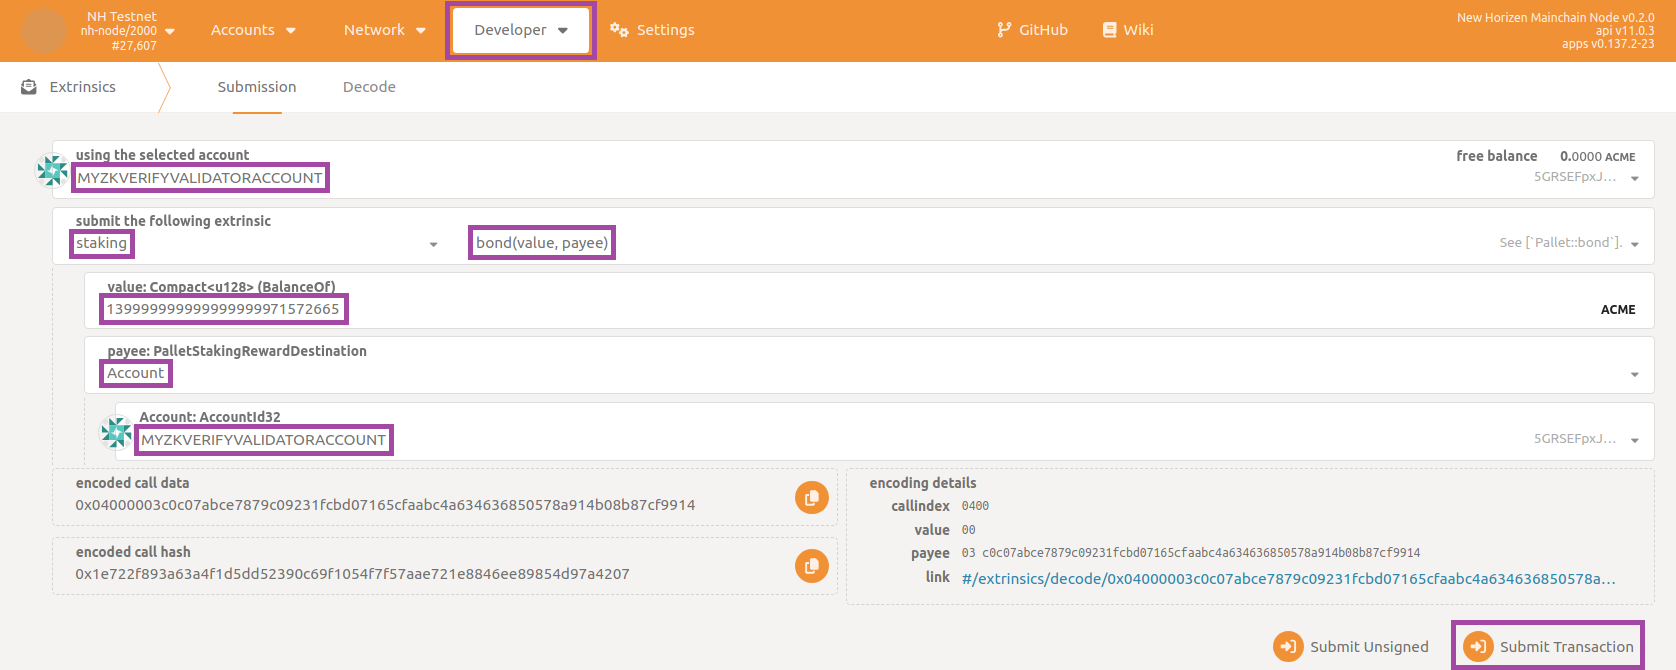 NH Testnet
nh-node/2000
#27,607
Accounts
Network
Developer
Settings
GitHub
Wiki
New Horizen Mainchain Node v0.2.0
api v11.0.3
apps v0.137.2-23
Extrinsics
Submission
Decode
using the selected account
MYZKVERIFYVALIDATORACCOUNT
free balance 0.0000 ACME
5GRSEFpxJ...
submit the following extrinsic
staking
bond(value, payee)
See [`Pallet::bond`].
value: Compact<u128> (BalanceOf)
13999999999999999999971572665
ACME
payee: PalletStakingRewardDestination
Account
Account: AccountId32
MYZKVERIFYVALIDATORACCOUNT
5GRSEFpxJ...
encoded call data
0x04000003c0c07abce7879c09231fcbd07165cfaabc4a634636850578a914b08b87cf9914
encoded call hash
0x1e722f893a63a4f1d5dd52390c69f1054f7f57aae721e8846ee89854d97a4207
encoding details
callindex 0400
value 00
payee 03 c0c07abce7879c09231fcbd07165cfaabc4a634636850578a914b08b87cf9914
link #/extrinsics/decode/0x04000003c0c07abce7879c09231fcbd07165cfaabc4a634636850578a...
Submit Unsigned
Submit Transaction